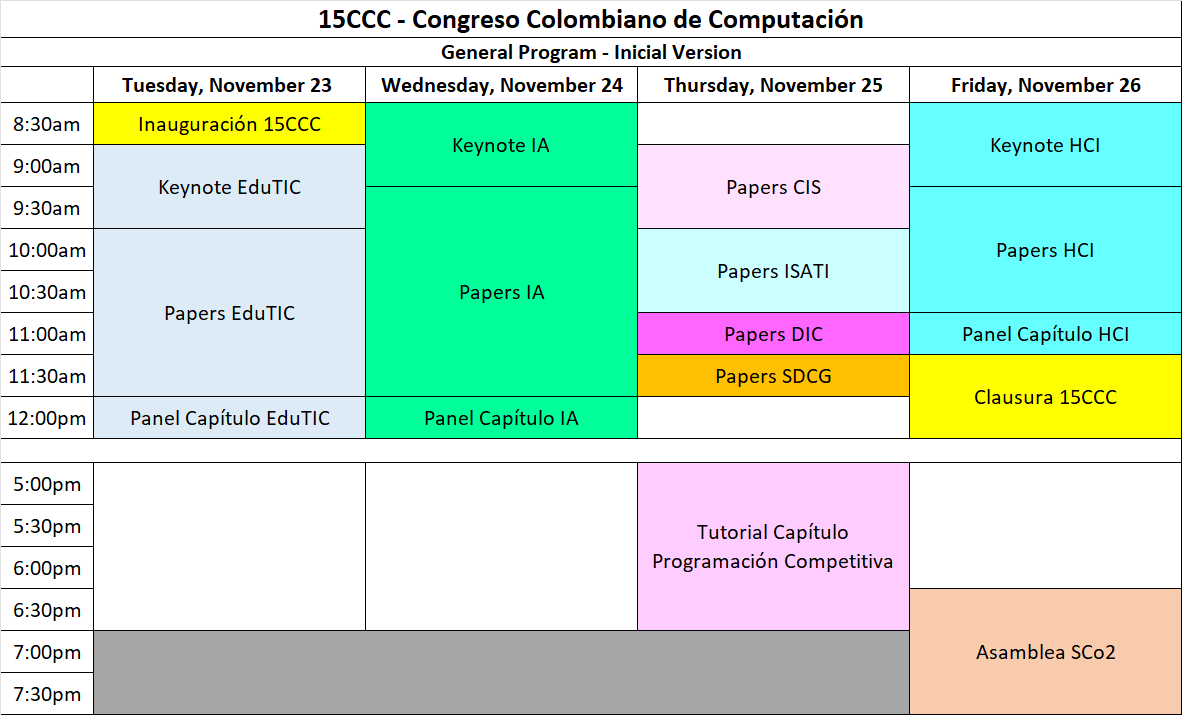 15CCC - Congreso Colombiano de Computación
General Program - Inicial Version
Tuesday, November 23 Wednesday, November 24 Thursday, November 25 Friday, November 26
8:30am Inauguración 15CCC
Keynote IA Keynote HCI
9:00am
Keynote EduTIC Papers CIS
9:30am
10:00am Papers HCI
Papers ISATI
10:30am Papers IA
Papers EduTIC
11:00am Papers DIC Panel Capítulo HCI
11:30am Papers SDCG
Clausura 15CCC
12:00pm Panel Capítulo EduTIC Panel Capítulo IA
5:00pm
5:30pm Tutorial Capítulo
Programación Competitiva
6:00pm
6:30pm
7:00pm Asamblea SCo2
7:30pm